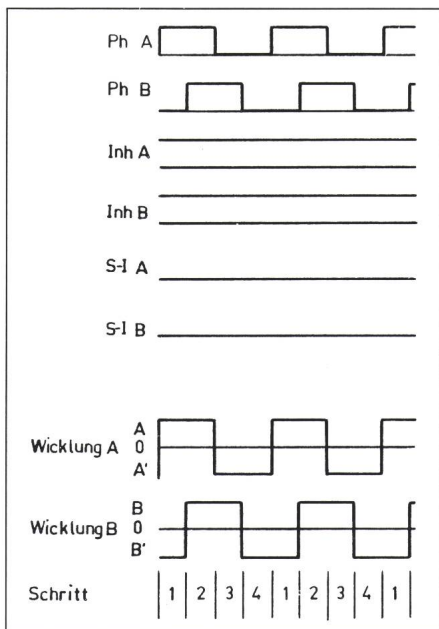 Ph A
Ph B
Inh A
Inh B
S-I A
S-I B
A
Wicklung A 0
A'
B
Wicklung B 0
B'
Schritt 1 2 3 4 1 2 3 4 1